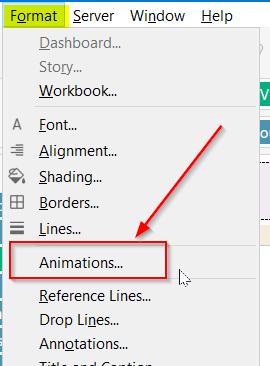 Format Server Window Help
Dashboard...
Story...
Workbook...
A Font...
Alignment...
Shading...
Borders...
Lines...
Animations...
Reference Lines...
Drop Lines...
Annotations...
Title and Caption